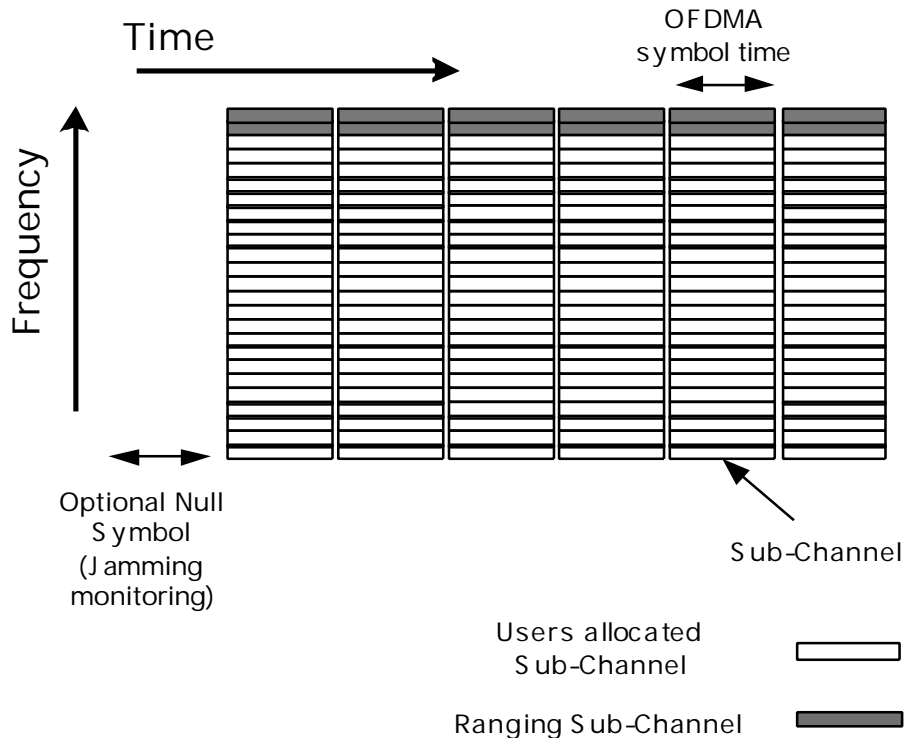 Time
OFDMA
symbol time
Frequency
Optional Null
Symbol
(Jamming
monitoring)
Sub-Channel
Users allocated
Sub-Channel
Ranging Sub-Channel